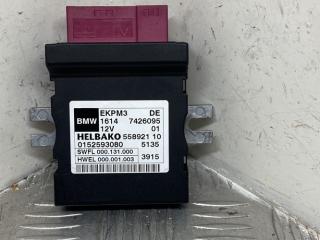 EKPM3 DE
BMW 1614 7426095
12V 01
HELBAKO 558921 10
0152593080 5135
SWFL 000.131.000
HWEL 000.001.003 3915